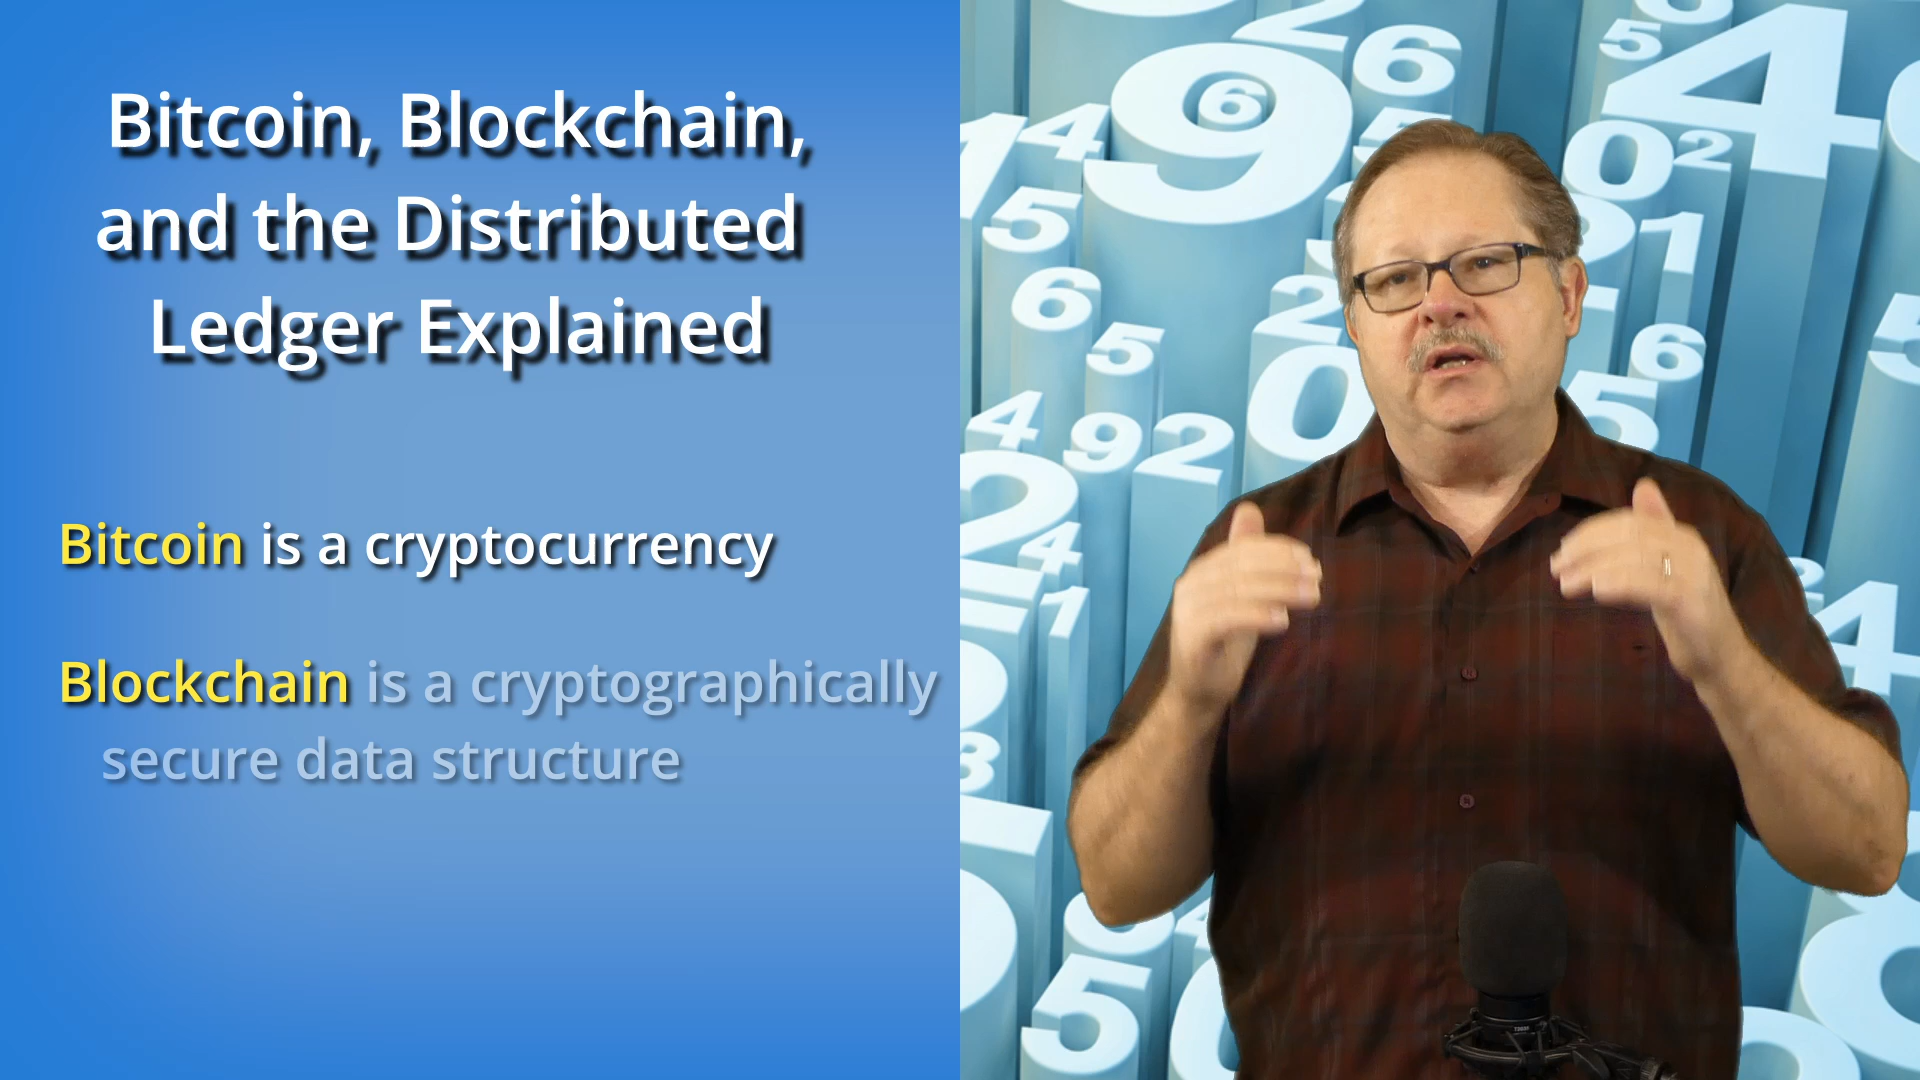 Bitcoin, Blockchain,
and the Distributed
Ledger Explained
Bitcoin is a cryptocurrency
Blockchain is a cryptographically
secure data structure